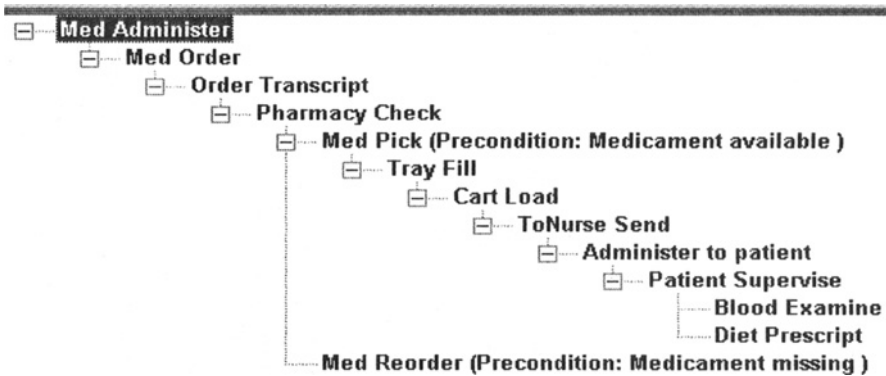 Med Administer
Med Order
Order Transcript
Pharmacy Check
Med Pick (Precondition: Medicament available )
Tray Fill
Cart Load
ToNurse Send
Administer to patient
Patient Supervise
Blood Examine
Diet Prescript
Med Reorder (Precondition: Medicament missing )